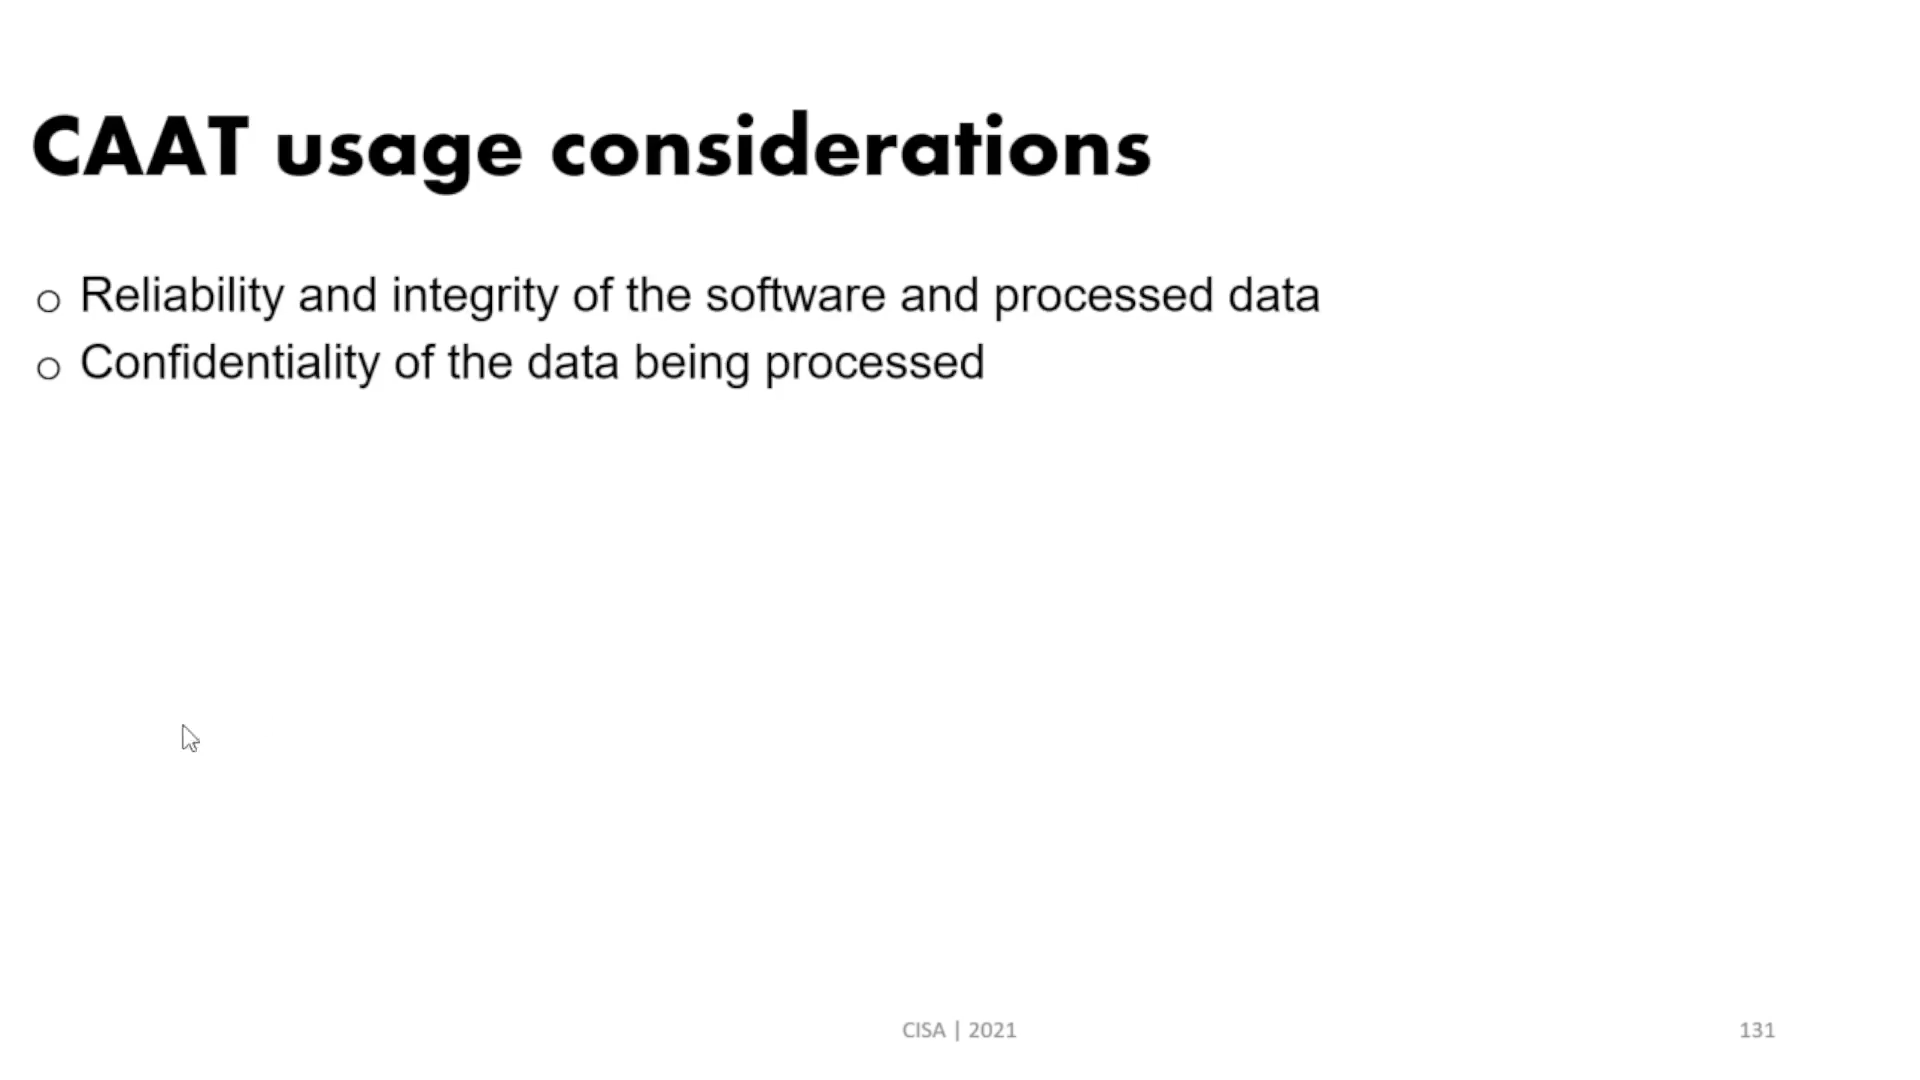 CAAT usage considerations
o Reliability and integrity of the software and processed data
o Confidentiality of the data being processed
CISA | 2021
131